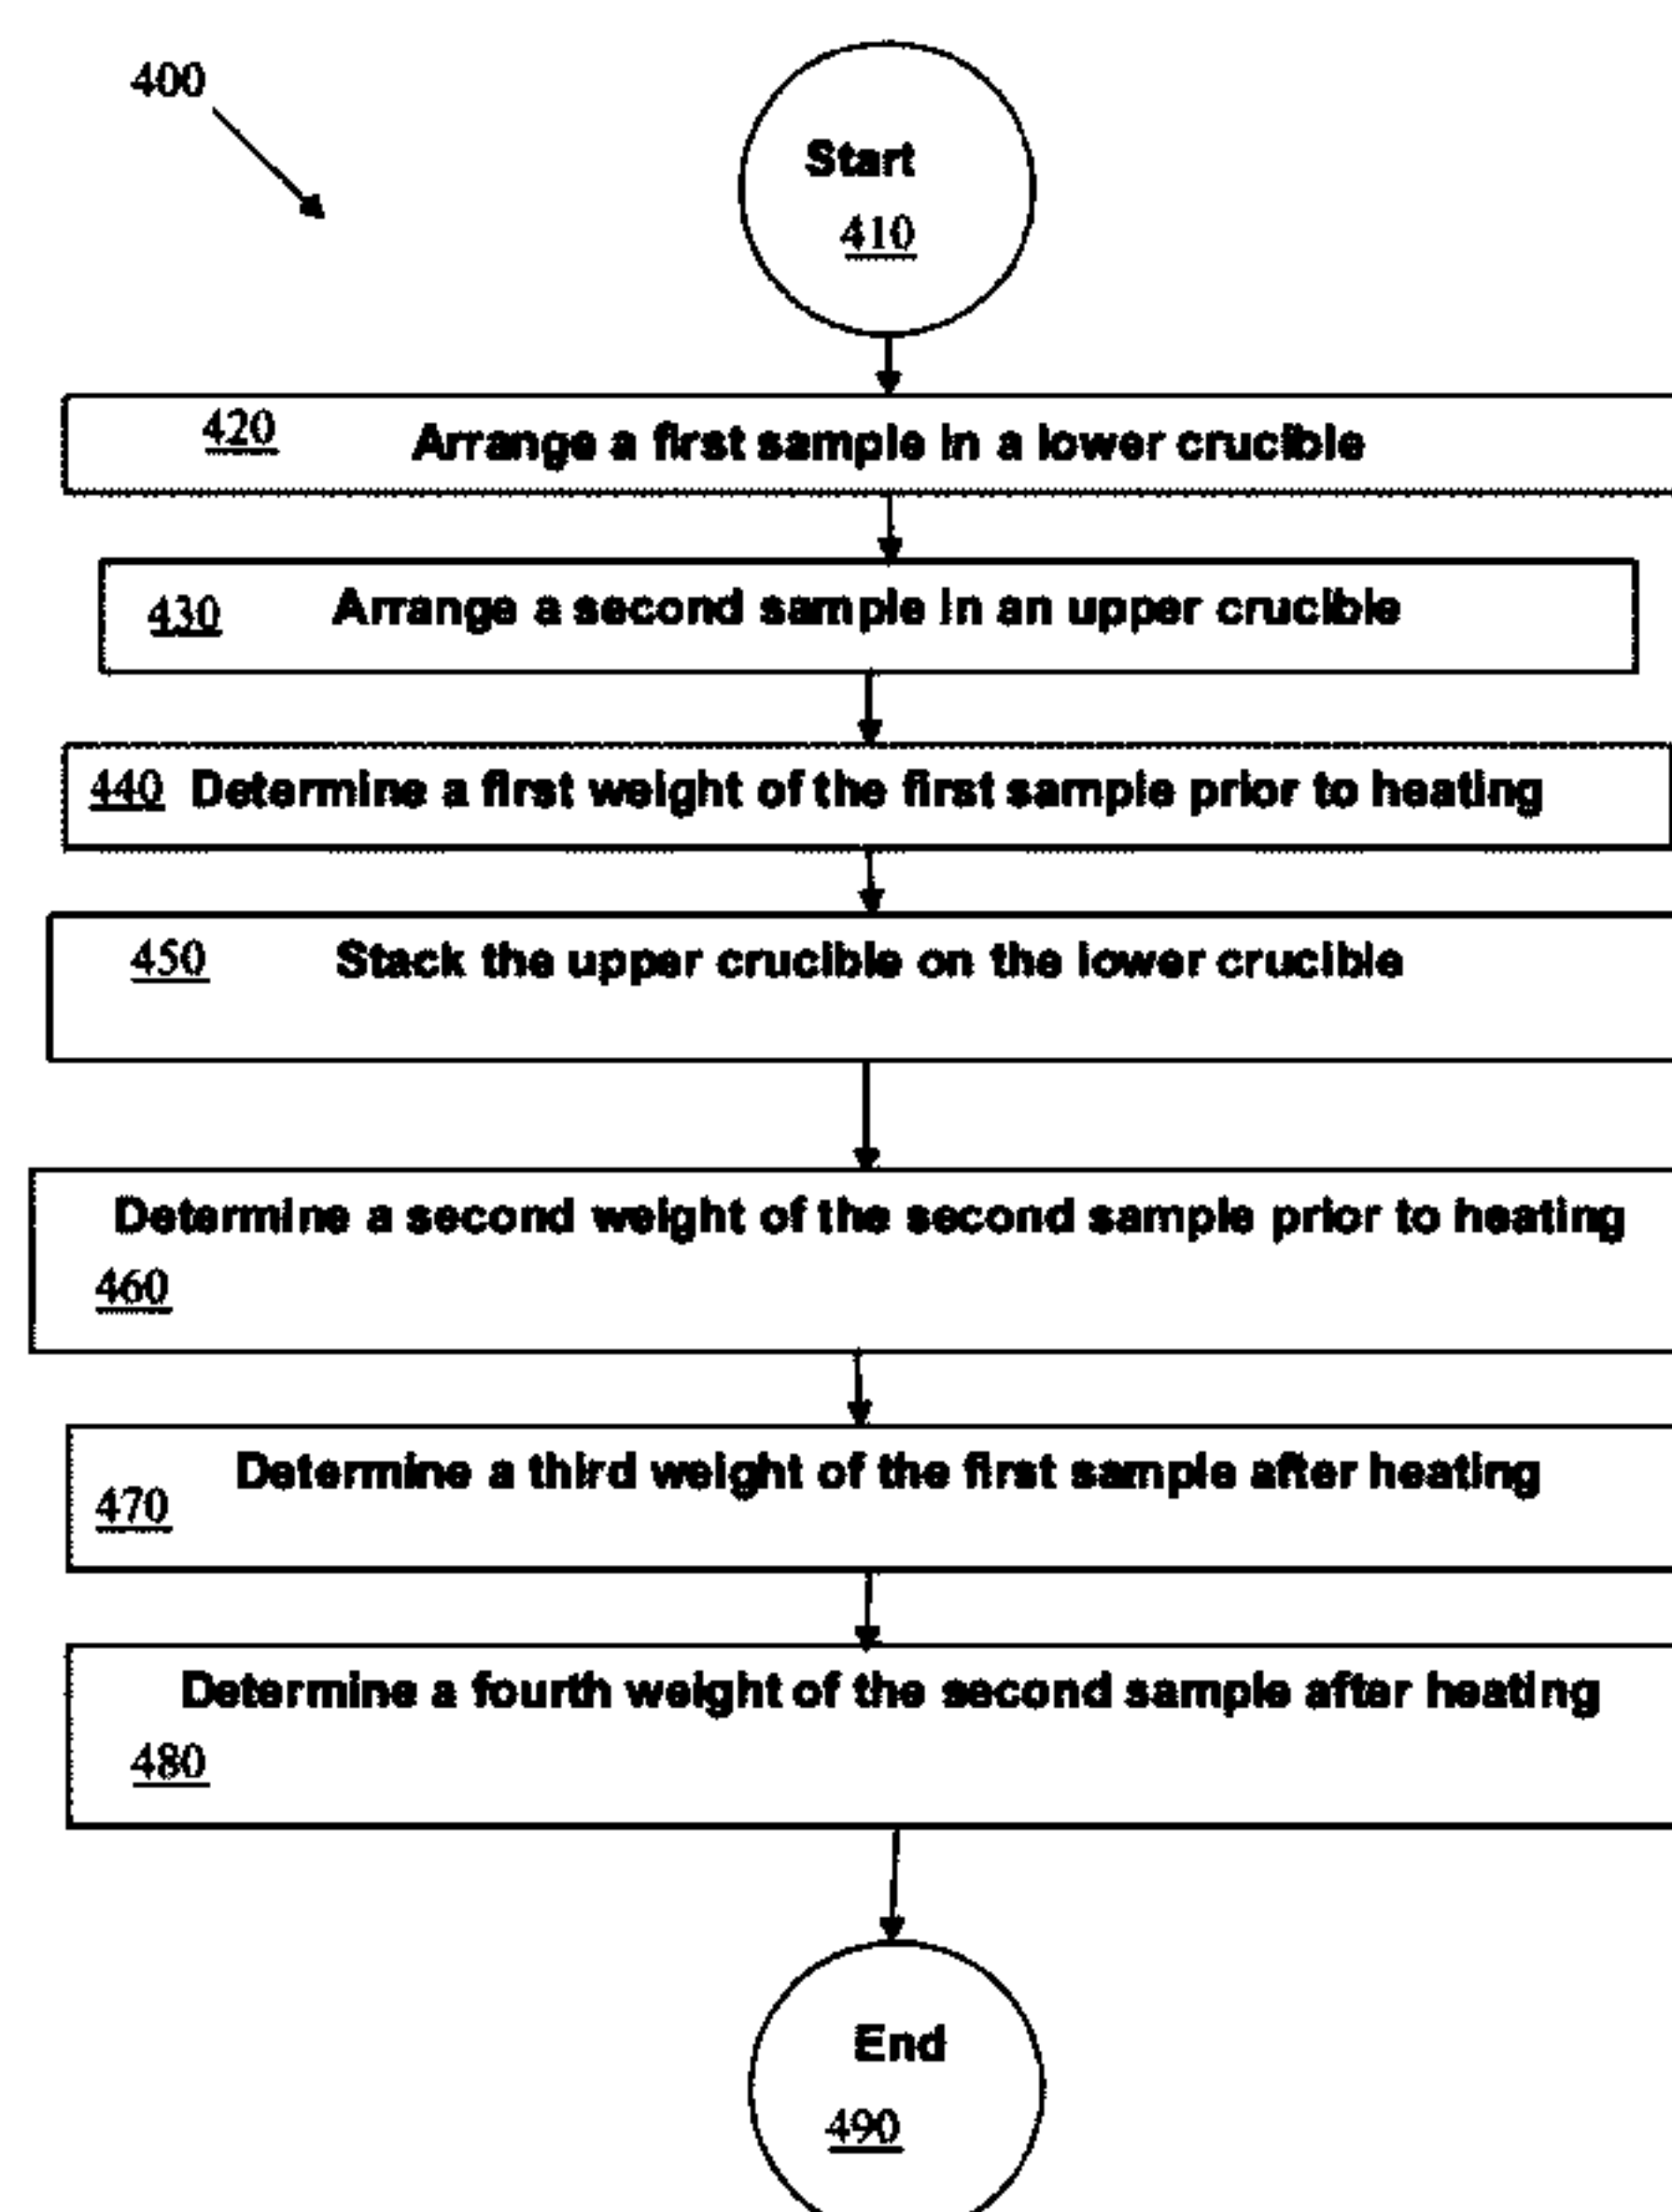 400
Start
410
420 Arrange a first sample in a lower crucible
430 Arrange a second sample in an upper crucible
440 Determine a first weight of the first sample prior to heating
450 Stack the upper crucible on the lower crucible
Determine a second weight of the second sample prior to heating
460
Determine a third weight of the first sample after heating
470
Determine a fourth weight of the second sample after heating
480
End
490